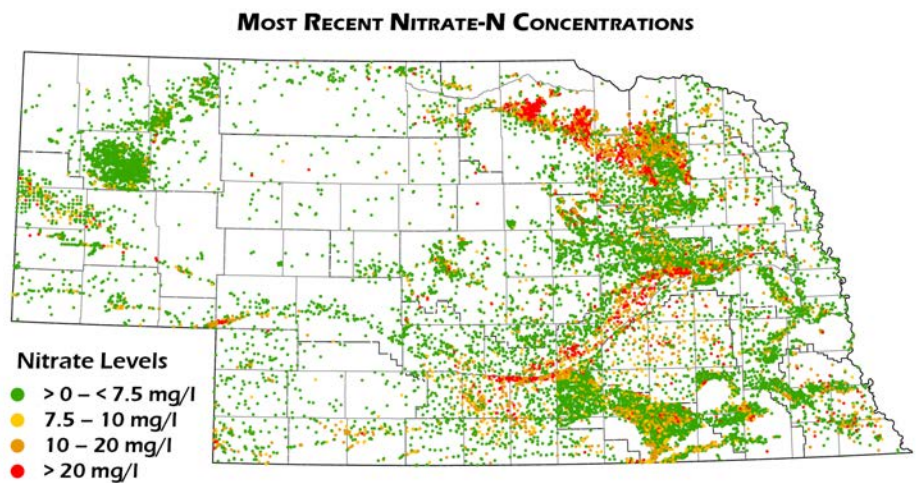 Most Recent Nitrate-N Concentrations
Nitrate Levels
> 0 – < 7.5 mg/l
7.5 – 10 mg/l
10 – 20 mg/l
> 20 mg/l